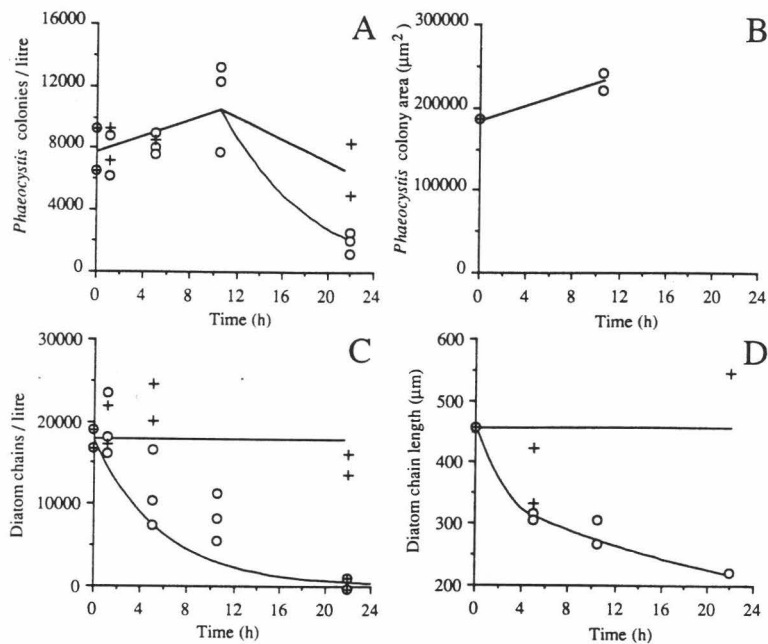 A
Phaeocystis colonies / litre
16000
12000
8000
4000
0
0 4 8 12 16 20 24
Time (h)
B
Phaeocystis colony area (µm²)
300000
200000
100000
0
0 4 8 12 16 20 24
Time (h)
C
Diatom chains / litre
30000
20000
10000
0
0 4 8 12 16 20 24
Time (h)
D
Diatom chain length (µm)
600
500
400
300
200
0 4 8 12 16 20 24
Time (h)